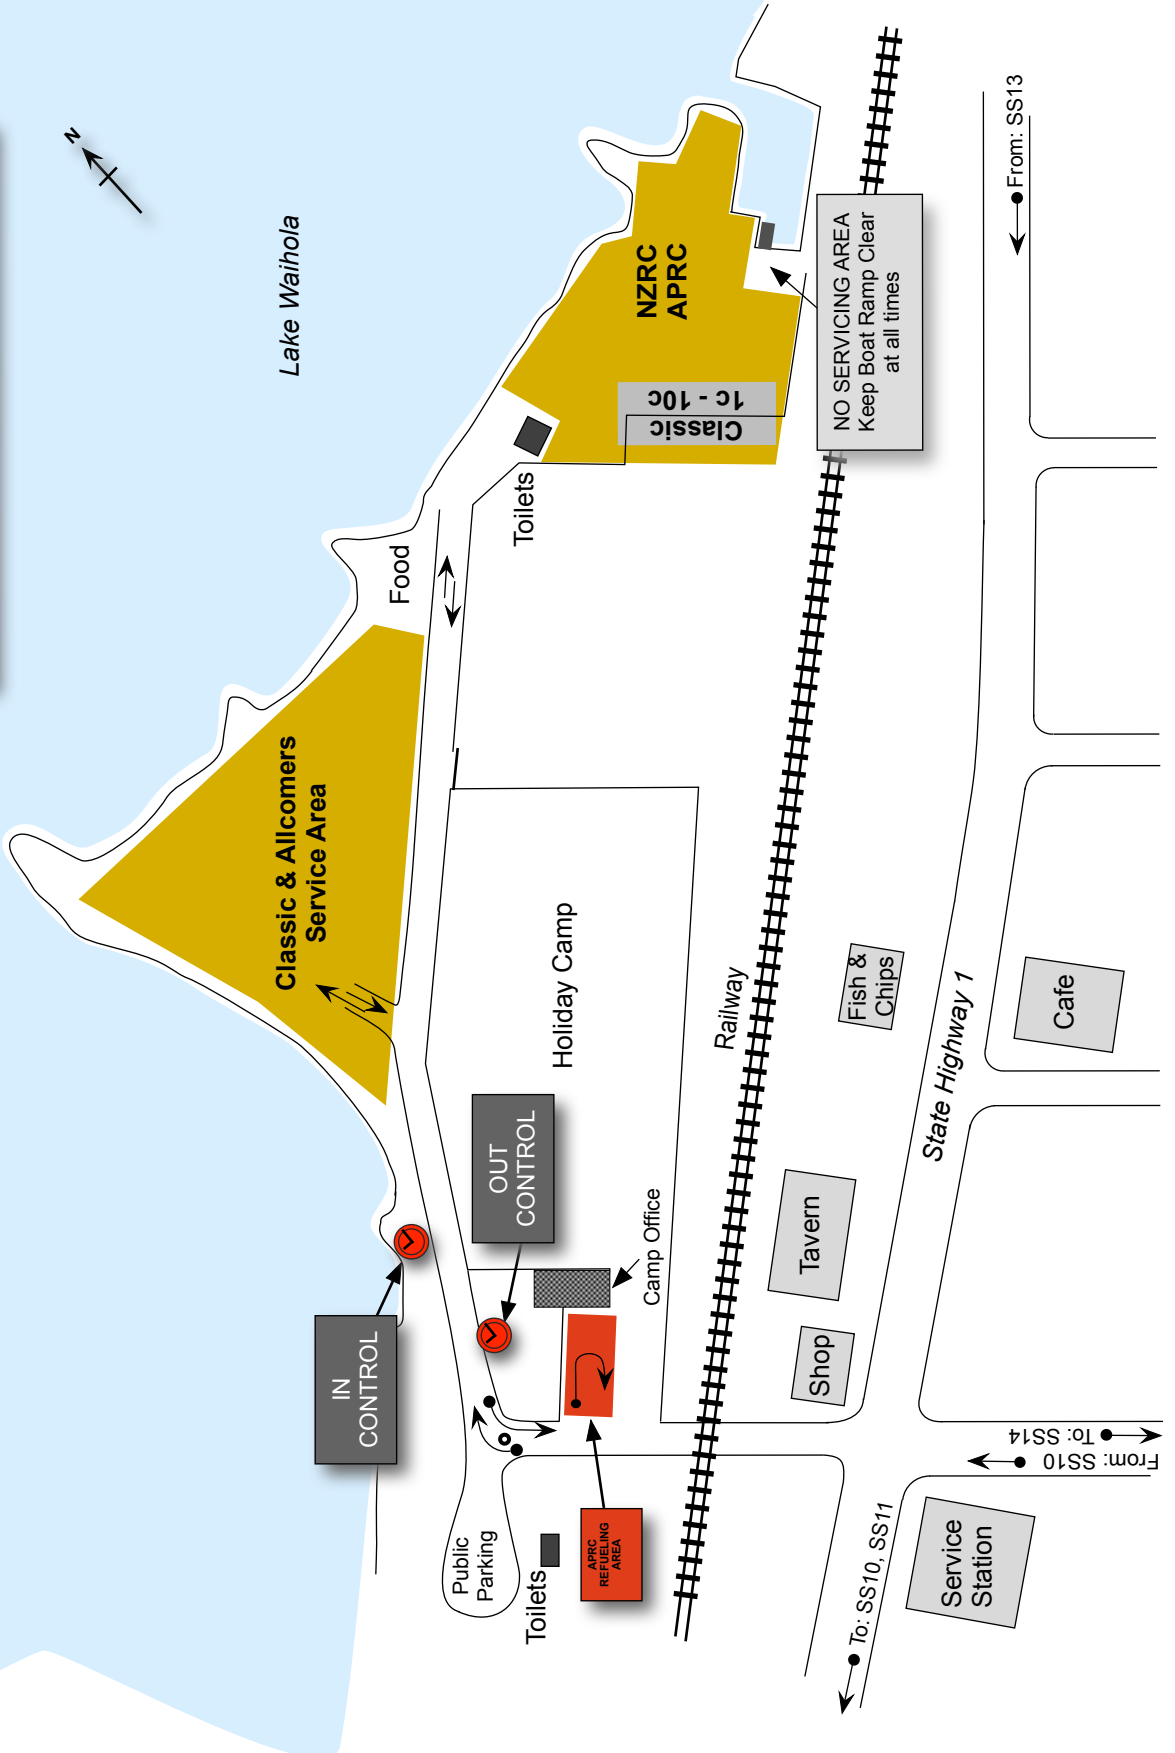 N
Lake Waihola
NZRC
APRC
Classic
1c - 10c
NO SERVICING AREA
Keep Boat Ramp Clear
at all times
From: SS13
Toilets
Food
Classic & Allcomers
Service Area
Holiday Camp
Railway
Fish &
Chips
State Highway 1
Cafe
OUT
CONTROL
IN
CONTROL
Camp Office
Tavern
Shop
APRC
REFUELING
AREA
Public
Parking
Toilets
To: SS14
From: SS10
To: SS10, SS11
Service
Station